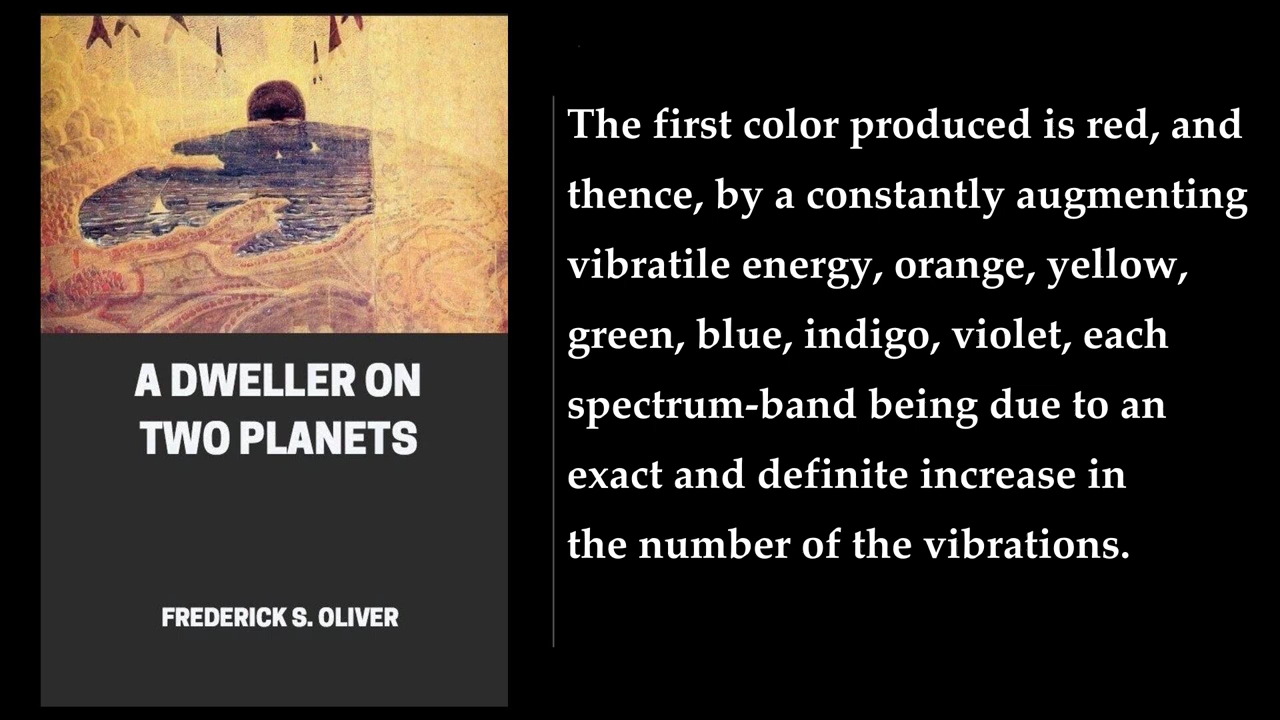 A DWELLER ON
TWO PLANETS
FREDERICK S. OLIVER
The first color produced is red, and
thence, by a constantly augmenting
vibratile energy, orange, yellow,
green, blue, indigo, violet, each
spectrum-band being due to an
exact and definite increase in
the number of the vibrations.